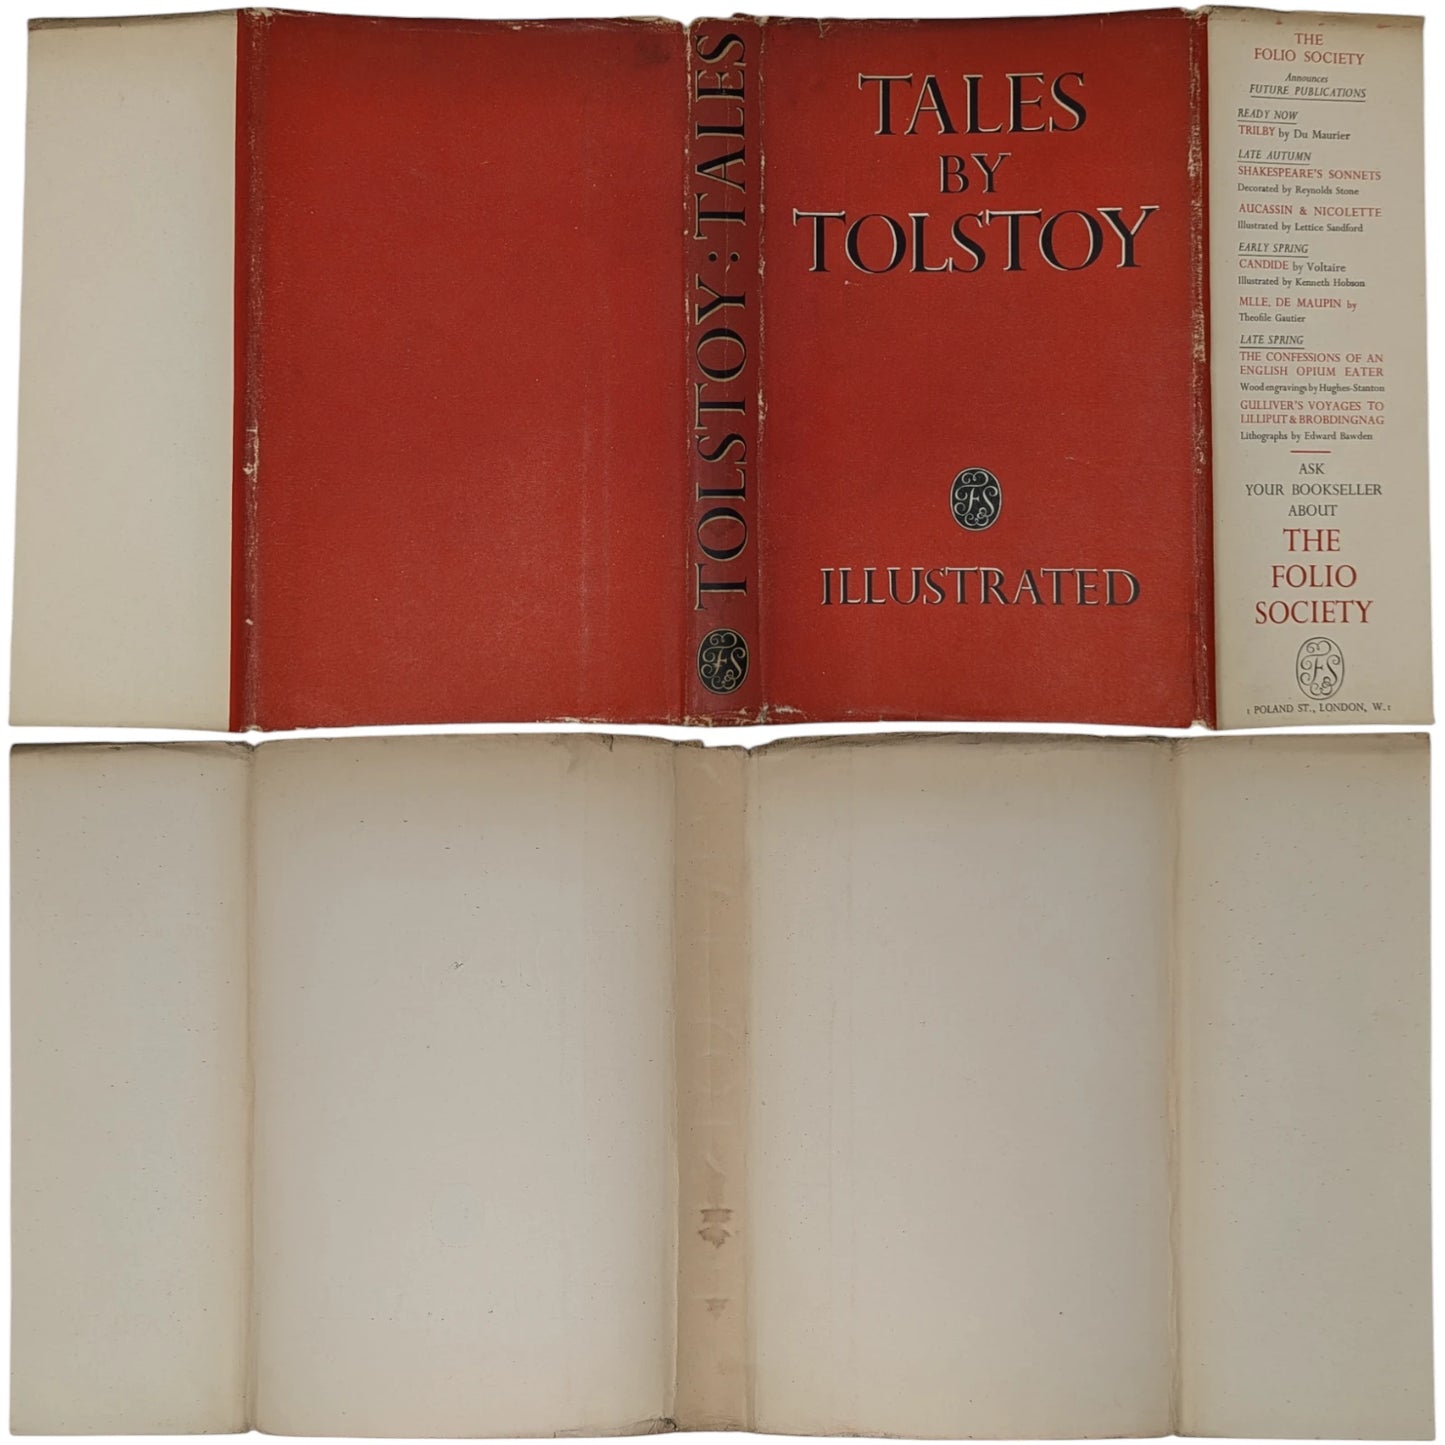 TOLSTOY : TALES
FS
TALES
BY
TOLSTOY
FS
ILLUSTRATED
THE
FOLIO SOCIETY
Announces
FUTURE PUBLICATIONS
READY NOW
TRILBY by Du Maurier
LATE AUTUMN
SHAKESPEARE'S SONNETS
Decorated by Reynolds Stone
AUCASSIN & NICOLETTE
Illustrated by Lettice Sandford
EARLY SPRING
CANDIDE by Voltaire
Illustrated by Kenneth Hobson
MLLE. DE MAUPIN by
Theofile Gautier
LATE SPRING
THE CONFESSIONS OF AN
ENGLISH OPIUM EATER
Wood engravings by Hughes-Stanton
GULLIVER'S VOYAGES TO
LILLIPUT & BROBDINGNAG
Lithographs by Edward Bawden
ASK
YOUR BOOKSELLER
ABOUT
THE
FOLIO
SOCIETY
FS
1 POLAND ST., LONDON, W.1